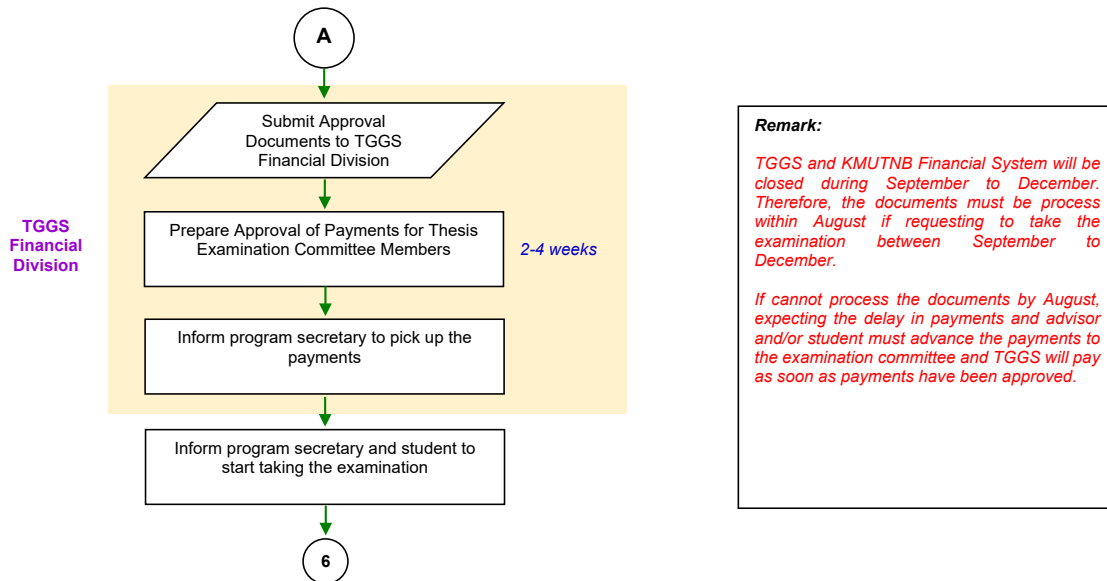 A
Submit Approval
Documents to TGGS
Financial Division
TGGS
Financial
Division
Prepare Approval of Payments for Thesis
Examination Committee Members
2-4 weeks
Inform program secretary to pick up the
payments
Inform program secretary and student to
start taking the examination
6
Remark:
TGGS and KMUTNB Financial System will be
closed during September to December.
Therefore, the documents must be process
within August if requesting to take the
examination between September to
December.
If cannot process the documents by August,
expecting the delay in payments and advisor
and/or student must advance the payments to
the examination committee and TGGS will pay
as soon as payments have been approved.